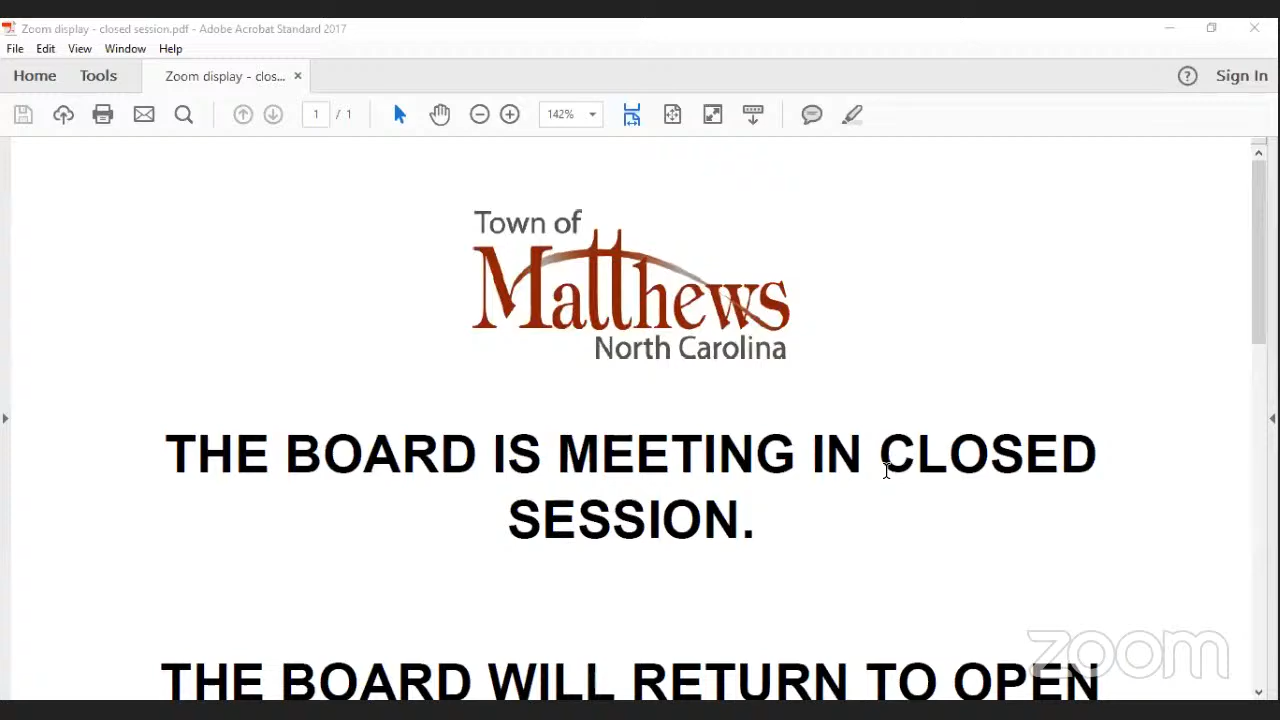 Zoom display - closed session.pdf - Adobe Acrobat Standard 2017
File Edit View Window Help
Home Tools Zoom display - clos... × Sign In
1 / 1 142%
Town of
Matthews
North Carolina
THE BOARD IS MEETING IN CLOSED
SESSION.
THE BOARD WILL RETURN TO OPEN
zoom